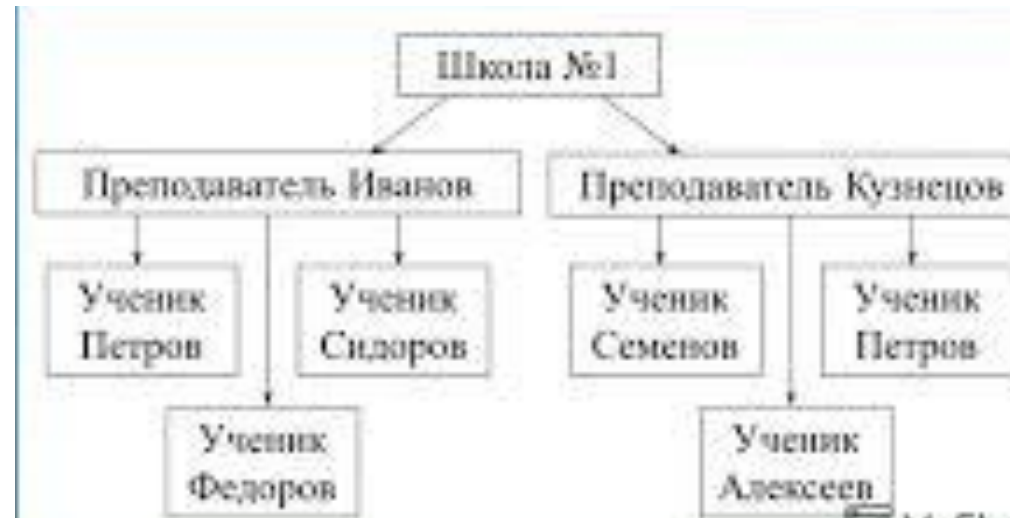 Школа №1
Преподаватель Иванов
Преподаватель Кузнецов
Ученик
Петров
Ученик
Сидоров
Ученик
Семенов
Ученик
Петров
Ученик
Федоров
Ученик
Алексеев